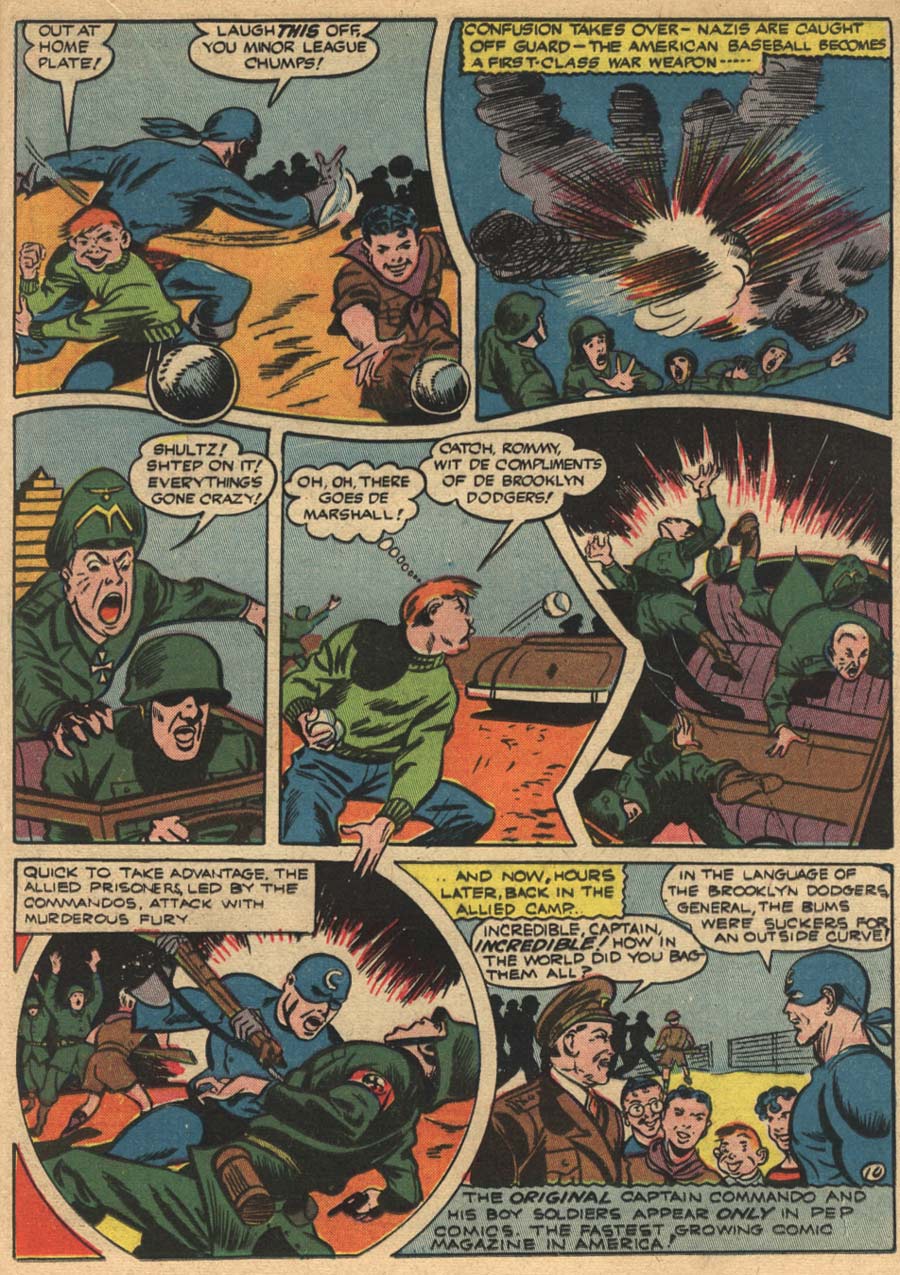 OUT AT
HOME
PLATE!
LAUGH THIS OFF,
YOU MINOR LEAGUE
CHUMPS!
CONFUSION TAKES OVER - NAZIS ARE CAUGHT
OFF GUARD - THE AMERICAN BASEBALL BECOMES
A FIRST-CLASS WAR WEAPON-----
SHULTZ!
SHTEP ON IT!
EVERYTHING'S
GONE CRAZY!
OH, OH, THERE
GOES DE
MARSHALL!
CATCH, ROMMY,
WIT DE COMPLIMENTS
OF DE BROOKLYN
DODGERS!
QUICK TO TAKE ADVANTAGE, THE
ALLIED PRISONERS, LED BY THE
COMMANDOS, ATTACK WITH
MURDEROUS FURY.
C
..AND NOW, HOURS
LATER, BACK IN THE
ALLIED CAMP...
INCREDIBLE, CAPTAIN,
INCREDIBLE! HOW IN
THE WORLD DID YOU BAG
THEM ALL?
IN THE LANGUAGE OF
THE BROOKLYN DODGERS,
GENERAL, THE BUMS
WERE SUCKERS FOR
AN OUTSIDE CURVE!
10
THE ORIGINAL CAPTAIN COMMANDO AND
HIS BOY SOLDIERS APPEAR ONLY IN PEP
COMICS. THE FASTEST GROWING COMIC
MAGAZINE IN AMERICA!